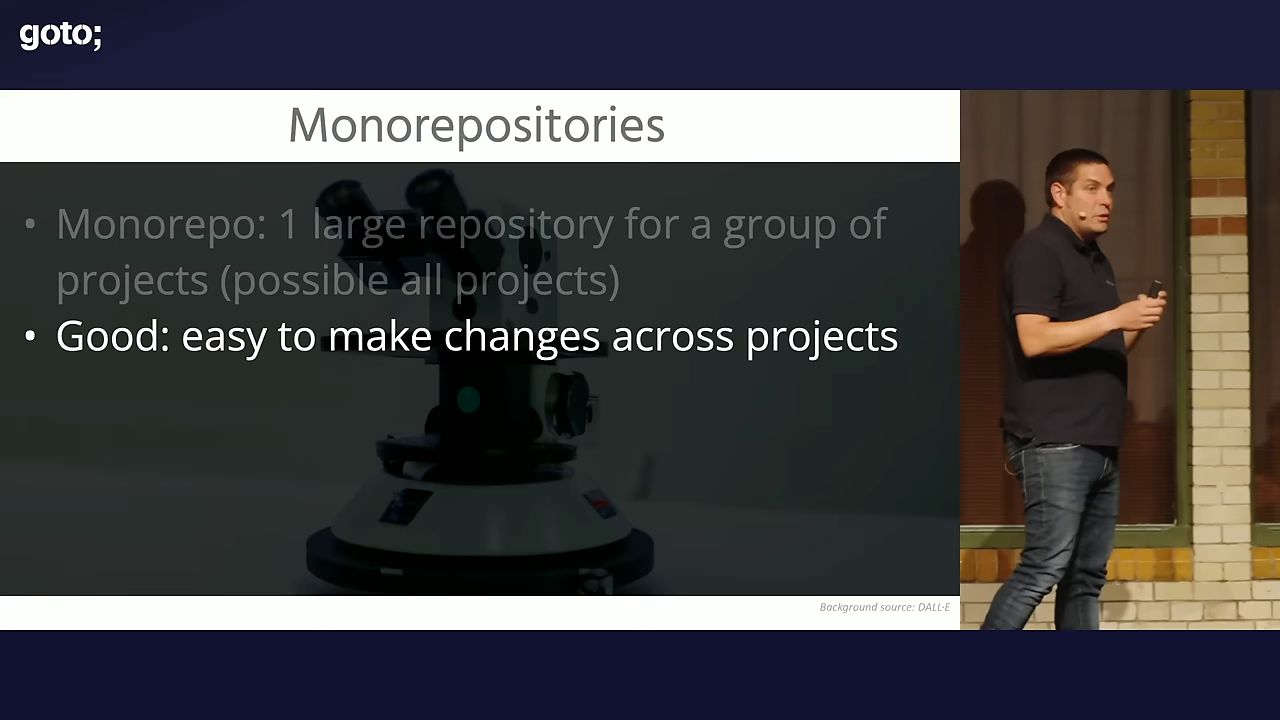 goto;
Monorepositories
• Monorepo: 1 large repository for a group of
projects (possible all projects)
• Good: easy to make changes across projects
Background source: DALL·E